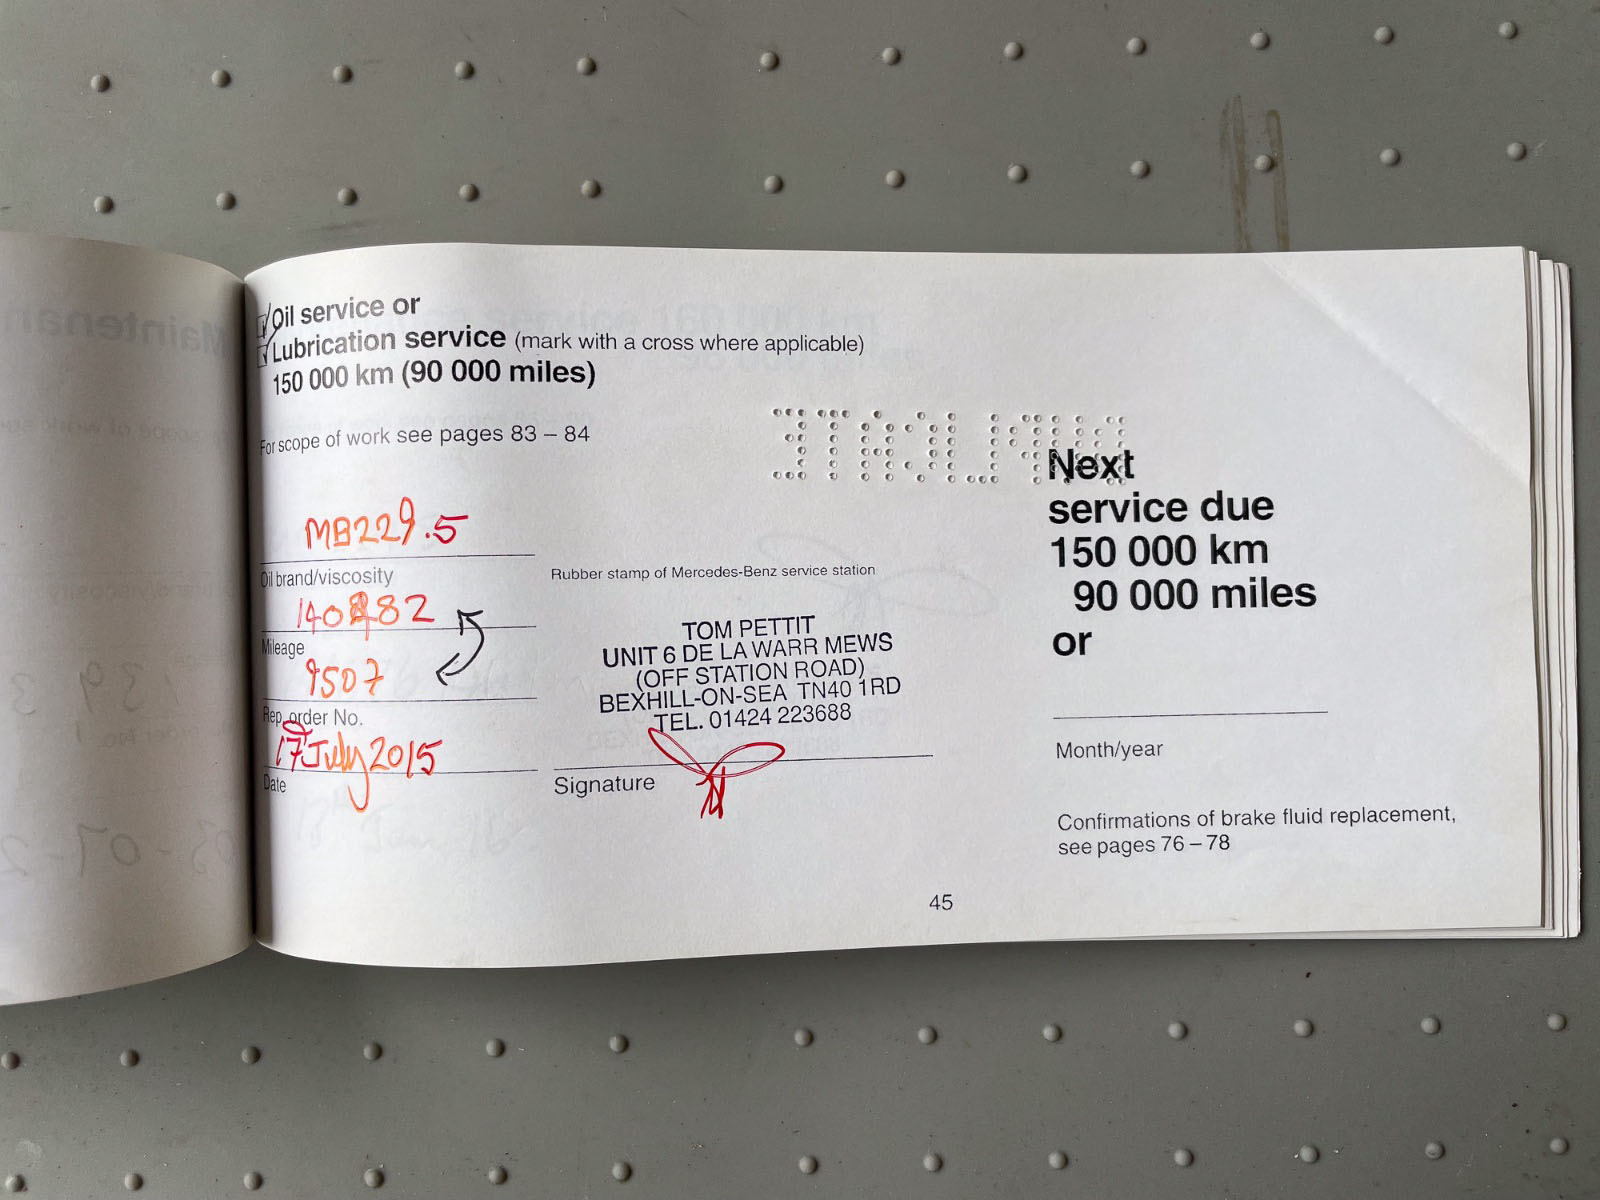 Oil service or
Lubrication service (mark with a cross where applicable)
150 000 km (90 000 miles)
For scope of work see pages 83 – 84
DUPLICATE
MB229.5
Oil brand/viscosity
Mileage
9507
Rep. order No.
17 July 2015
Date
Rubber stamp of Mercedes-Benz service station
TOM PETTIT
UNIT 6 DE LA WARR MEWS
(OFF STATION ROAD)
BEXHILL-ON-SEA TN40 1RD
TEL. 01424 223688
Signature
Next
service due
150 000 km
90 000 miles
or
Month/year
Confirmations of brake fluid replacement,
see pages 76 – 78
45